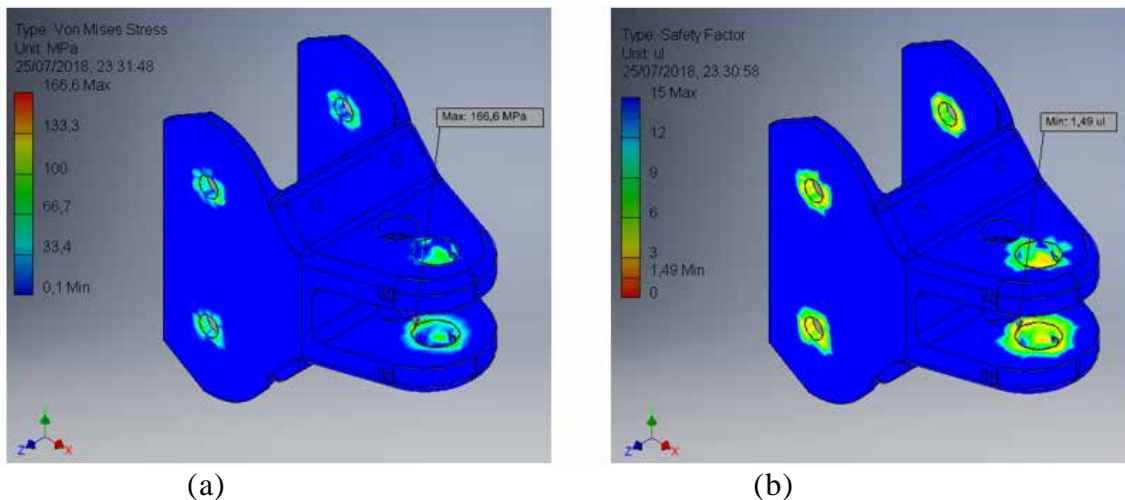 Type: Von Mises Stress
Unit: MPa
25/07/2018, 23:31:48
166,6 Max
133,3
100
66,7
33,4
0,1 Min
Max: 166,6 MPa
Z
X
(a)
Type: Safety Factor
Unit: ul
25/07/2018, 23:30:58
15 Max
12
9
6
3
1,49 Min
0
Min: 1,49 ul
Z
X
(b)